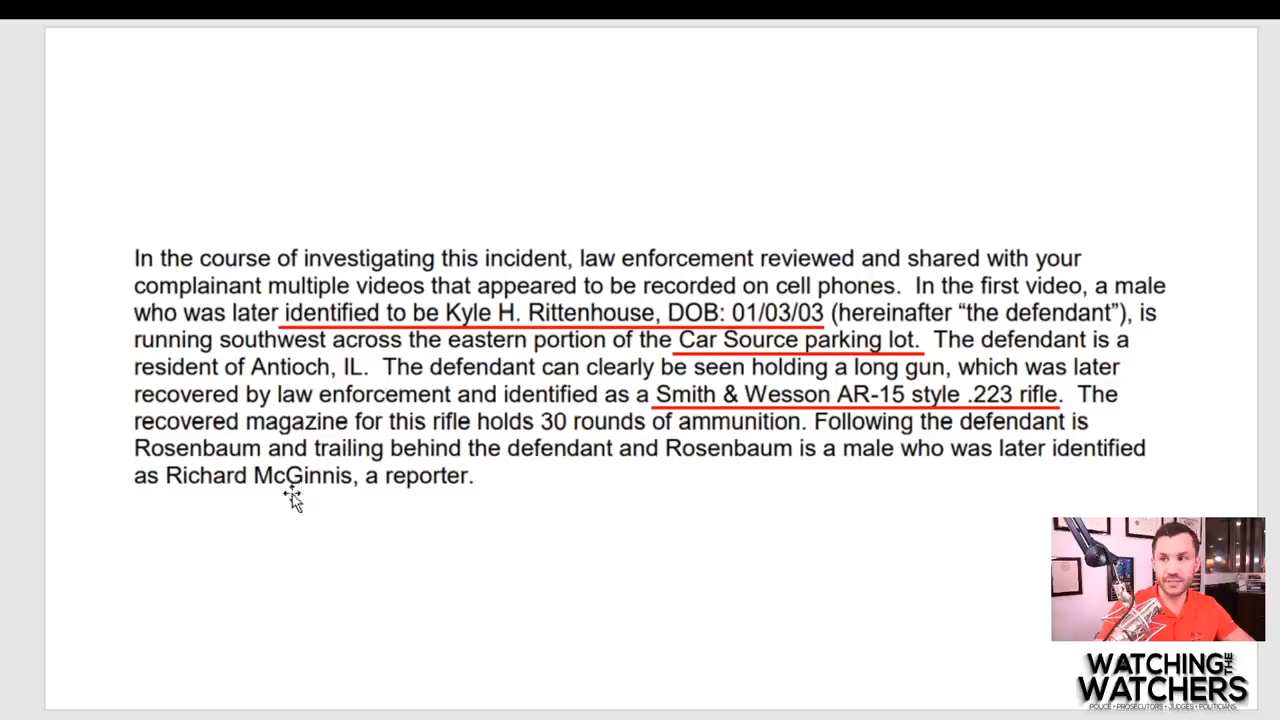 In the course of investigating this incident, law enforcement reviewed and shared with your
complainant multiple videos that appeared to be recorded on cell phones.  In the first video, a male
who was later identified to be Kyle H. Rittenhouse, DOB: 01/03/03 (hereinafter “the defendant”), is
running southwest across the eastern portion of the Car Source parking lot.  The defendant is a
resident of Antioch, IL.  The defendant can clearly be seen holding a long gun, which was later
recovered by law enforcement and identified as a Smith & Wesson AR-15 style .223 rifle.  The
recovered magazine for this rifle holds 30 rounds of ammunition. Following the defendant is
Rosenbaum and trailing behind the defendant and Rosenbaum is a male who was later identified
as Richard McGinnis, a reporter.
WATCHING THE
WATCHERS
POLICE • PROSECUTORS • JUDGES • POLITICIANS